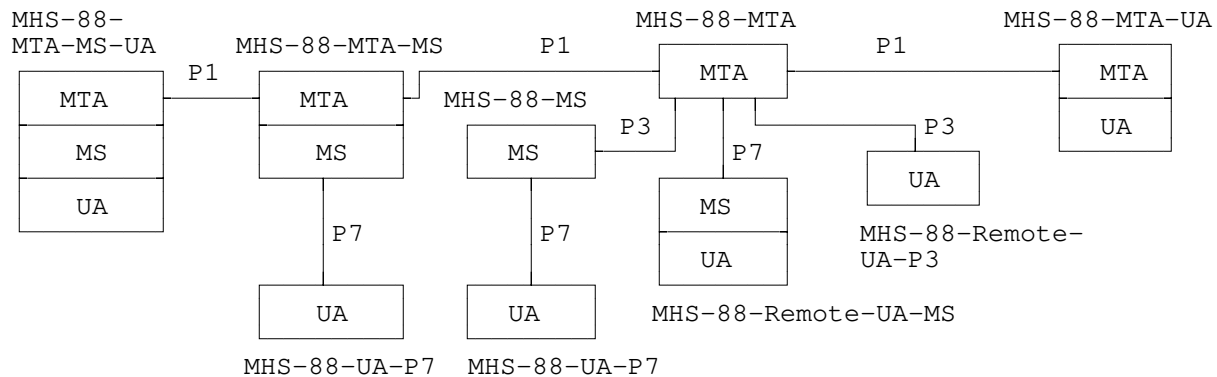 MHS-88-
MTA-MS-UA
MHS-88-MTA-MS
MHS-88-MTA
MHS-88-MTA-UA
P1
P1
P1
MTA
MTA
MTA
MTA
MHS-88-MS
MS
MS
MS
P3
P7
P3
UA
UA
UA
MS
UA
P7
P7
MHS-88-Remote-
UA-P3
UA
UA
MHS-88-Remote-UA-MS
MHS-88-UA-P7
MHS-88-UA-P7